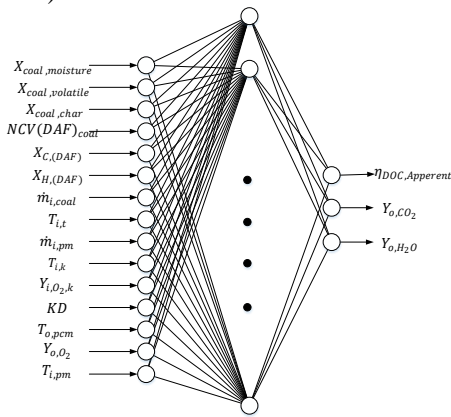 X_{coal,moisture}
X_{coal,volatile}
X_{coal,char}
NCV(DAF)_{coal}
X_{C,(DAF)}
X_{H,(DAF)}
ṁ_{i,coal}
T_{i,t}
ṁ_{i,pm}
T_{i,k}
Y_{i,O_2,k}
KD
T_{o,pcm}
Y_{o,O_2}
T_{i,pm}
η_{DOC,Apperent}
Y_{o,CO_2}
Y_{o,H_2O}